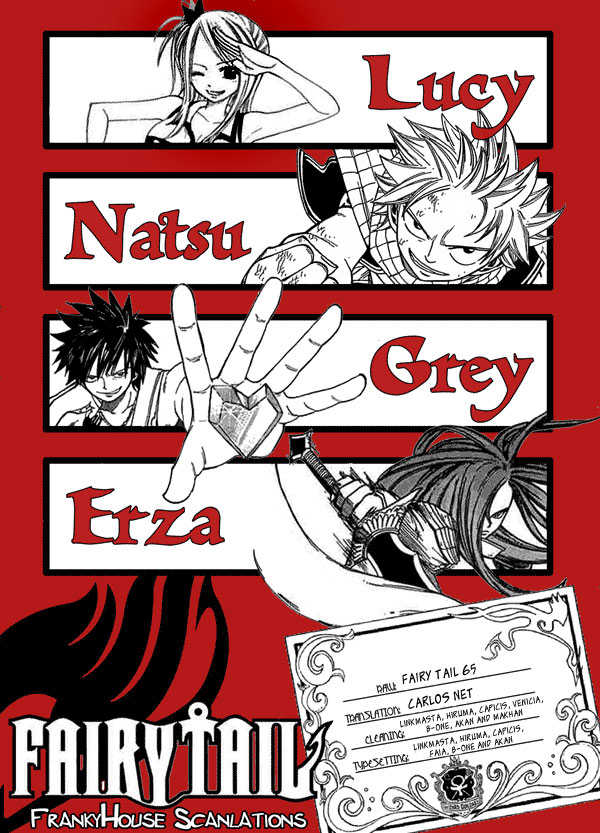 Lucy
Natsu
Grey
Erza
RAW: FAIRY TAIL 65
TRANSLATION: CARLOS NET
CLEANING: LINKMASTA, HIRUMA, CAPICIS, VENICIA,
B-ONE, AKAN AND MAKHAN
TYPESETTING: LINKMASTA, HIRUMA, CAPICIS,
FAIA, B-ONE AND AKAN
FAIRY TAIL
FRANKYHOUSE SCANLATIONS